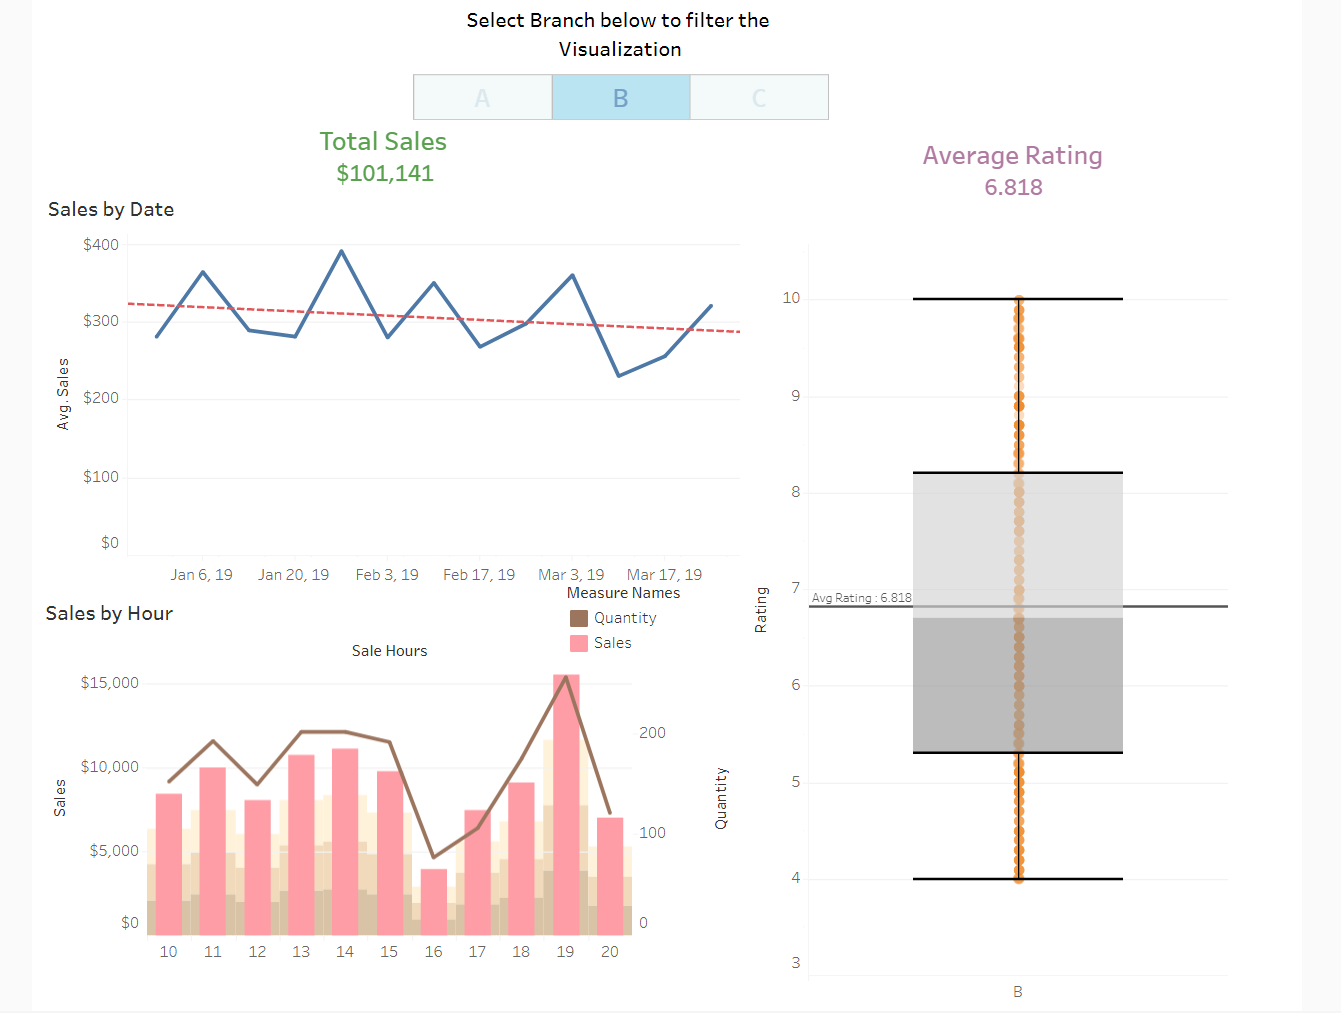 Select Branch below to filter the
Visualization
A
B
C
Total Sales
$101,141
Average Rating
6.818
Sales by Date
$400
$300
$200
$100
$0
Avg. Sales
Jan 6, 19
Jan 20, 19
Feb 3, 19
Feb 17, 19
Mar 3, 19
Mar 17, 19
Measure Names
Quantity
Sales
Sales by Hour
Sale Hours
$15,000
$10,000
$5,000
$0
Sales
200
100
0
Quantity
10
11
12
13
14
15
16
17
18
19
20
10
9
8
7
6
5
4
3
Rating
Avg Rating : 6.818
B